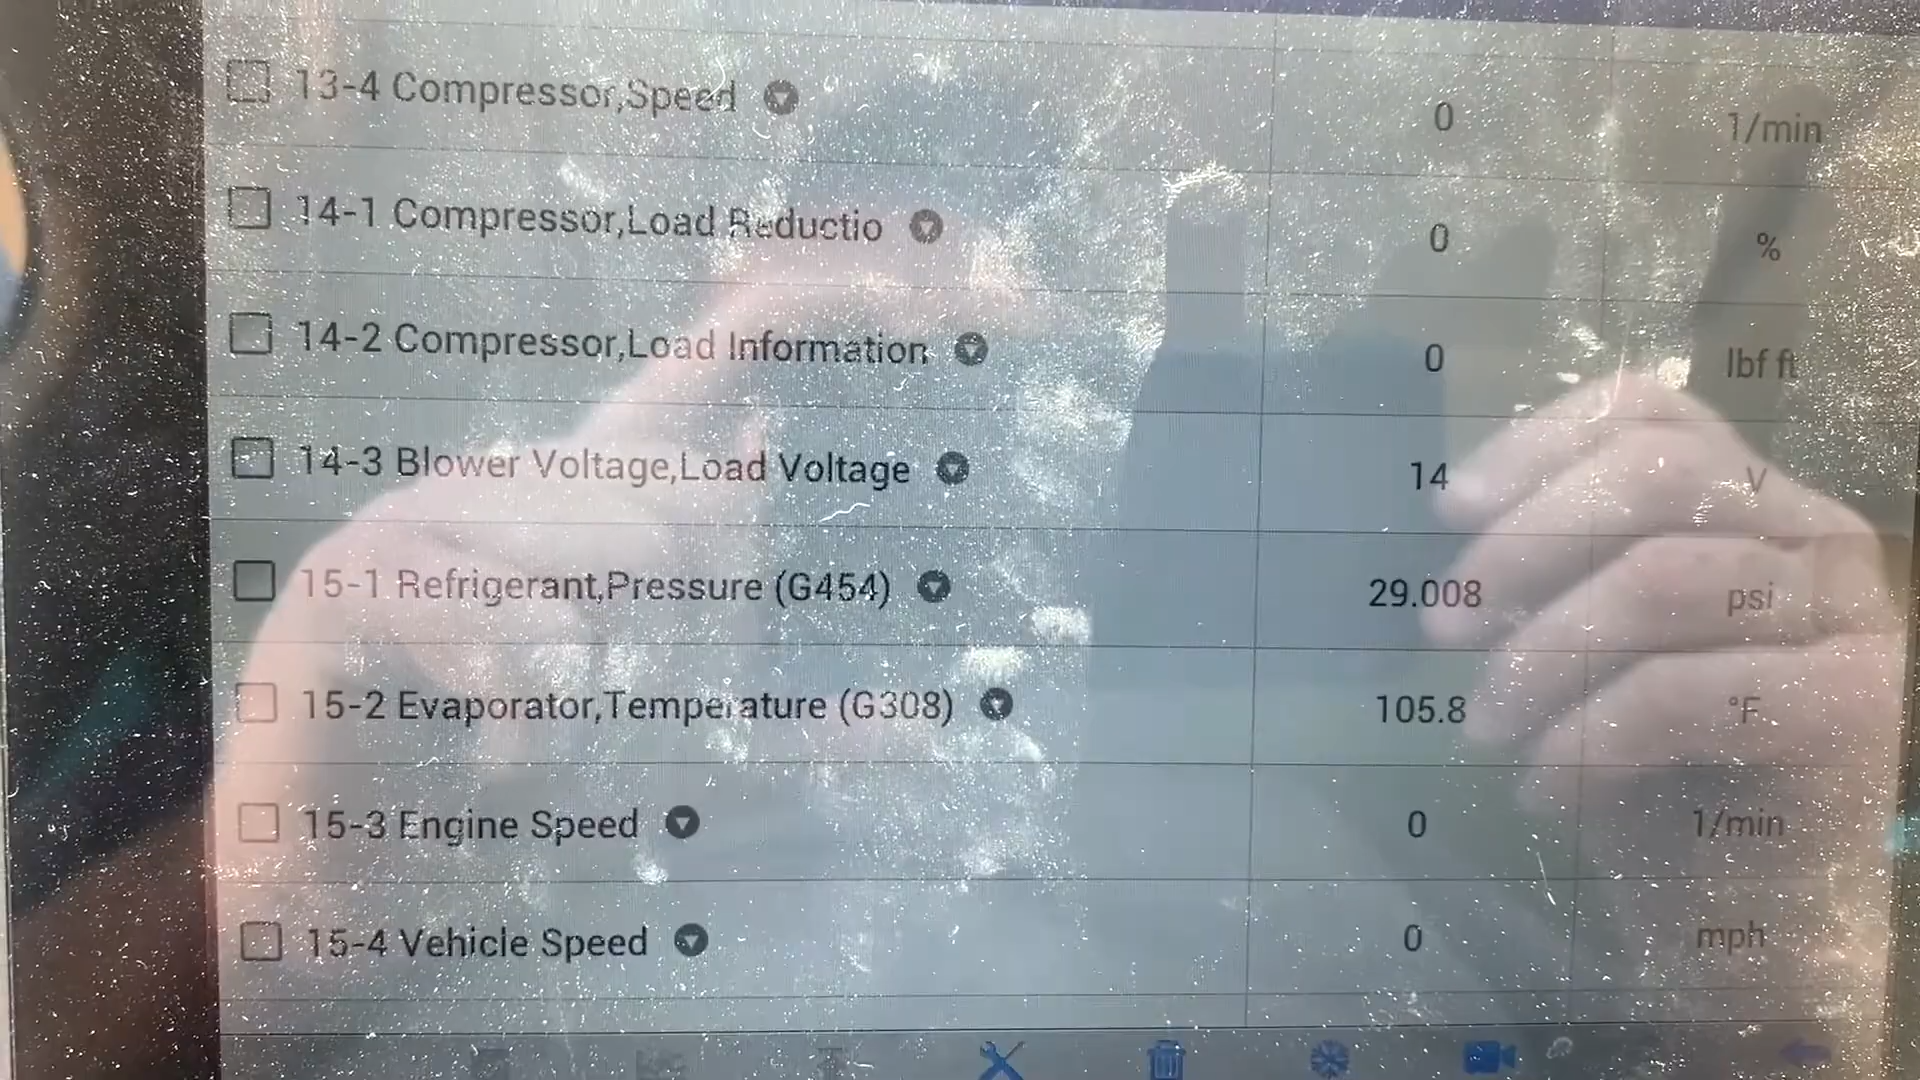 13-4 Compressor,Speed 0 1/min
14-1 Compressor,Load Reductio 0 %
14-2 Compressor,Load Information 0 lbf ft
14-3 Blower Voltage,Load Voltage 14 V
15-1 Refrigerant,Pressure (G454) 29.008 psi
15-2 Evaporator,Temperature (G308) 105.8 °F
15-3 Engine Speed 0 1/min
15-4 Vehicle Speed 0 mph